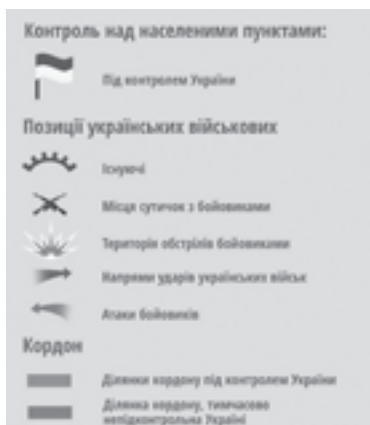 Контроль над населеними пунктами:
Під контролем України
Позиції українських військових
Існуючі
Місця сутичок з бойовиками
Територія обстрілів бойовиками
Напрями ударів українських військ
Атаки бойовиків
Кордон
Ділянки кордону під контролем України
Ділянка кордону, тимчасово
непідконтрольна Україні